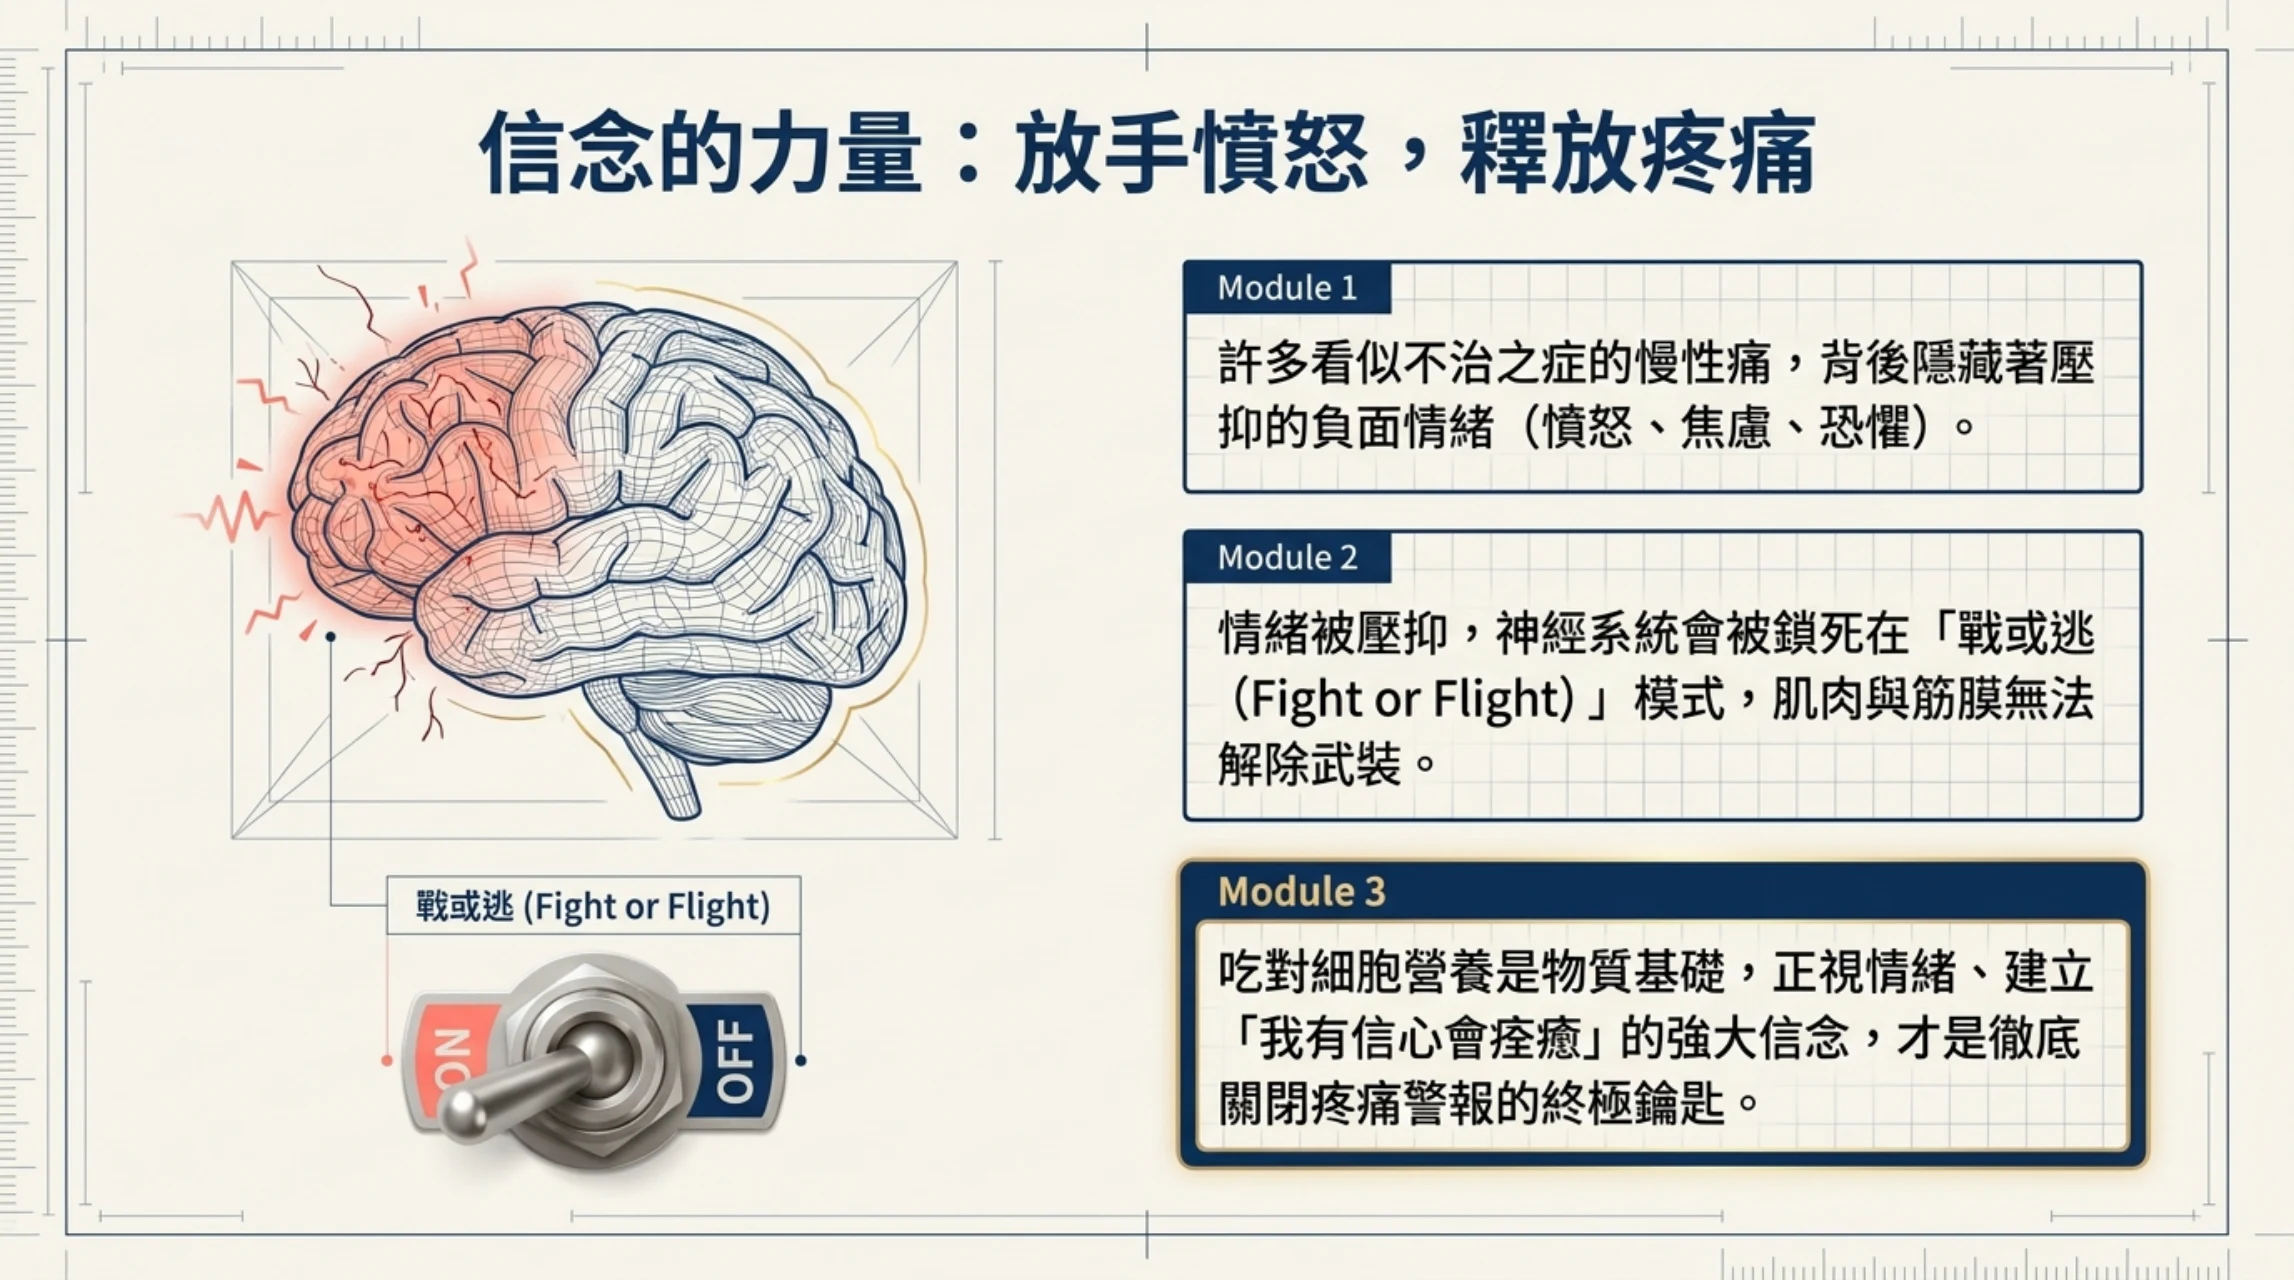 信念的力量：放手憤怒，釋放疼痛
Module 1
許多看似不治之症的慢性痛，背後隱藏著壓
抑的負面情緒（憤怒、焦慮、恐懼）。
Module 2
情緒被壓抑，神經系統會被鎖死在「戰或逃
（Fight or Flight）」模式，肌肉與筋膜無法
解除武裝。
Module 3
吃對細胞營養是物質基礎，正視情緒、建立
「我有信心會痊癒」的強大信念，才是徹底
關閉疼痛警報的終極鑰匙。
戰或逃 (Fight or Flight)
ON
OFF